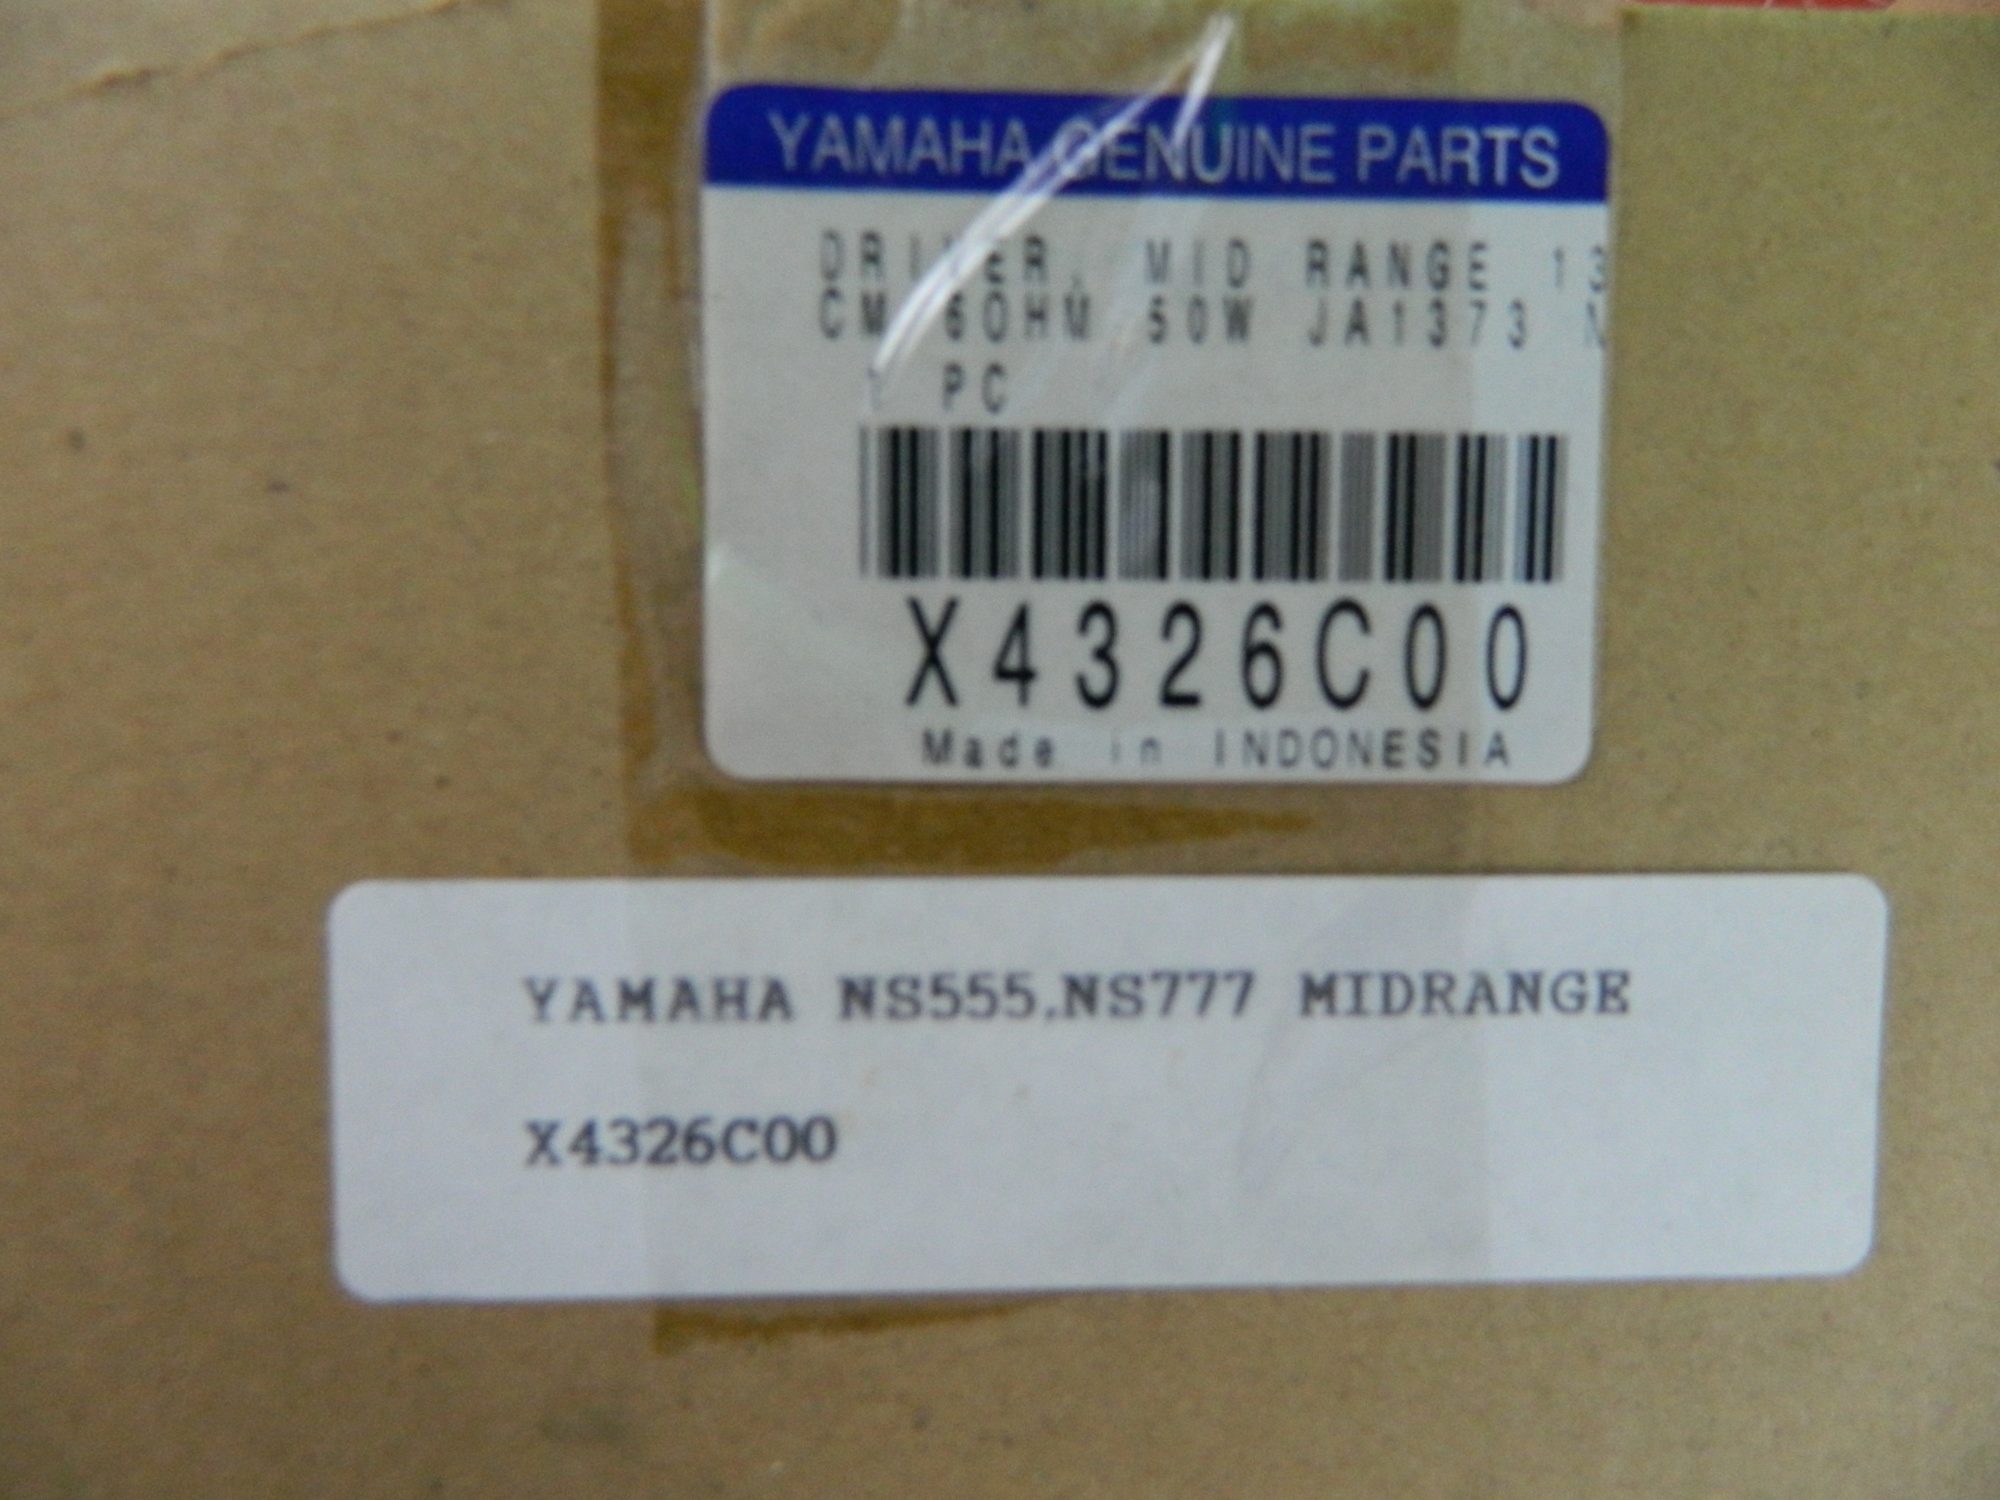 YAMAHA GENUINE PARTS
DRIVER, MID RANGE 13
CM 6OHM 50W JA1373 N
1 PC
X4326C00
Made in INDONESIA
YAMAHA NS555,NS777 MIDRANGE
X4326C00